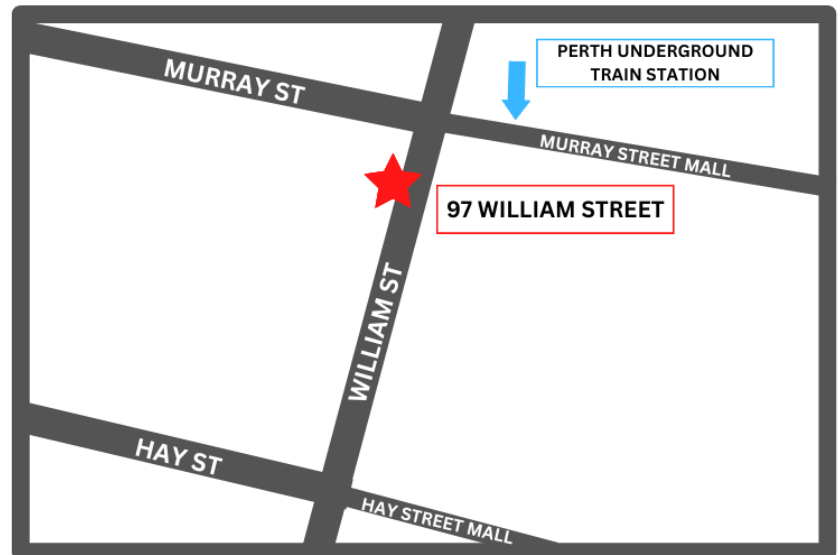 PERTH UNDERGROUND
TRAIN STATION
MURRAY ST
MURRAY STREET MALL
97 WILLIAM STREET
WILLIAM ST
HAY ST
HAY STREET MALL